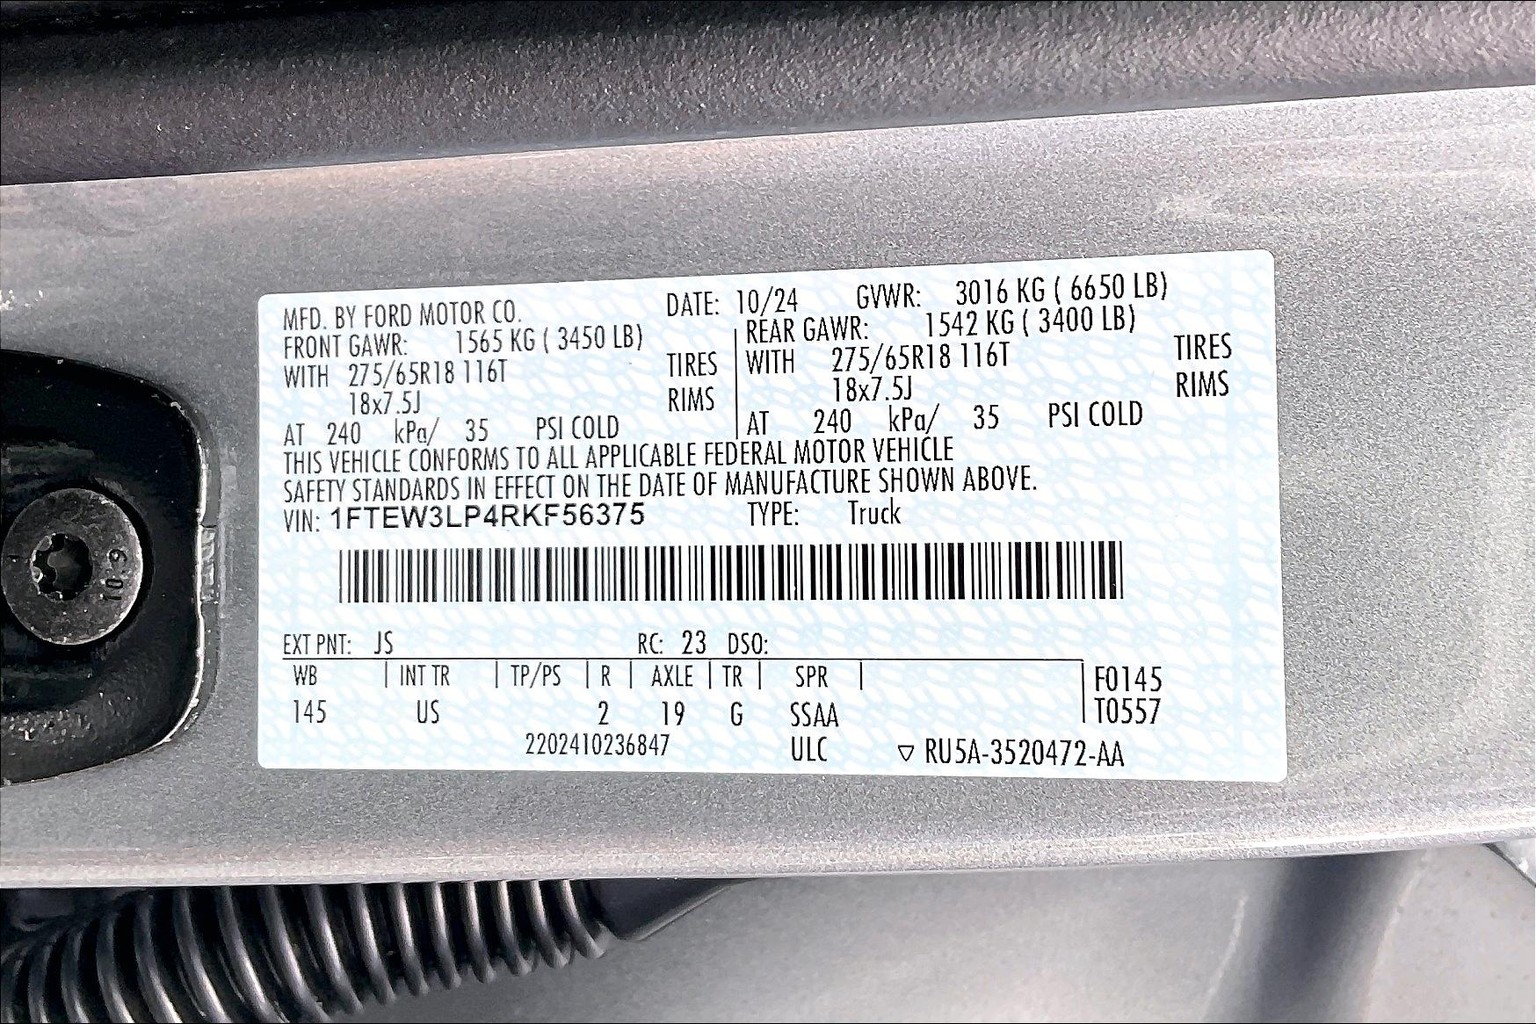 MFD. BY FORD MOTOR CO. DATE: 10/24 GVWR: 3016 KG ( 6650 LB)
FRONT GAWR: 1565 KG ( 3450 LB) REAR GAWR: 1542 KG ( 3400 LB)
WITH 275/65R18 116T TIRES WITH 275/65R18 116T TIRES
18x7.5J RIMS 18x7.5J RIMS
AT 240 kPa/ 35 PSI COLD AT 240 kPa/ 35 PSI COLD
THIS VEHICLE CONFORMS TO ALL APPLICABLE FEDERAL MOTOR VEHICLE
SAFETY STANDARDS IN EFFECT ON THE DATE OF MANUFACTURE SHOWN ABOVE.
VIN: 1FTEW3LP4RKF56375 TYPE: Truck
EXT PNT: JS RC: 23 DSO:
WB INT TR TP/PS R AXLE TR SPR F0145
145 US 2 19 G SSAA T0557
2202410236847 ULC ▽ RU5A-3520472-AA
10.9